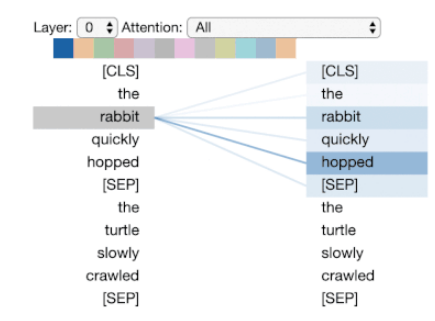 Layer: 0 Attention: All
[CLS] [CLS]
the the
rabbit rabbit
quickly quickly
hopped hopped
[SEP] [SEP]
the the
turtle turtle
slowly slowly
crawled crawled
[SEP] [SEP]